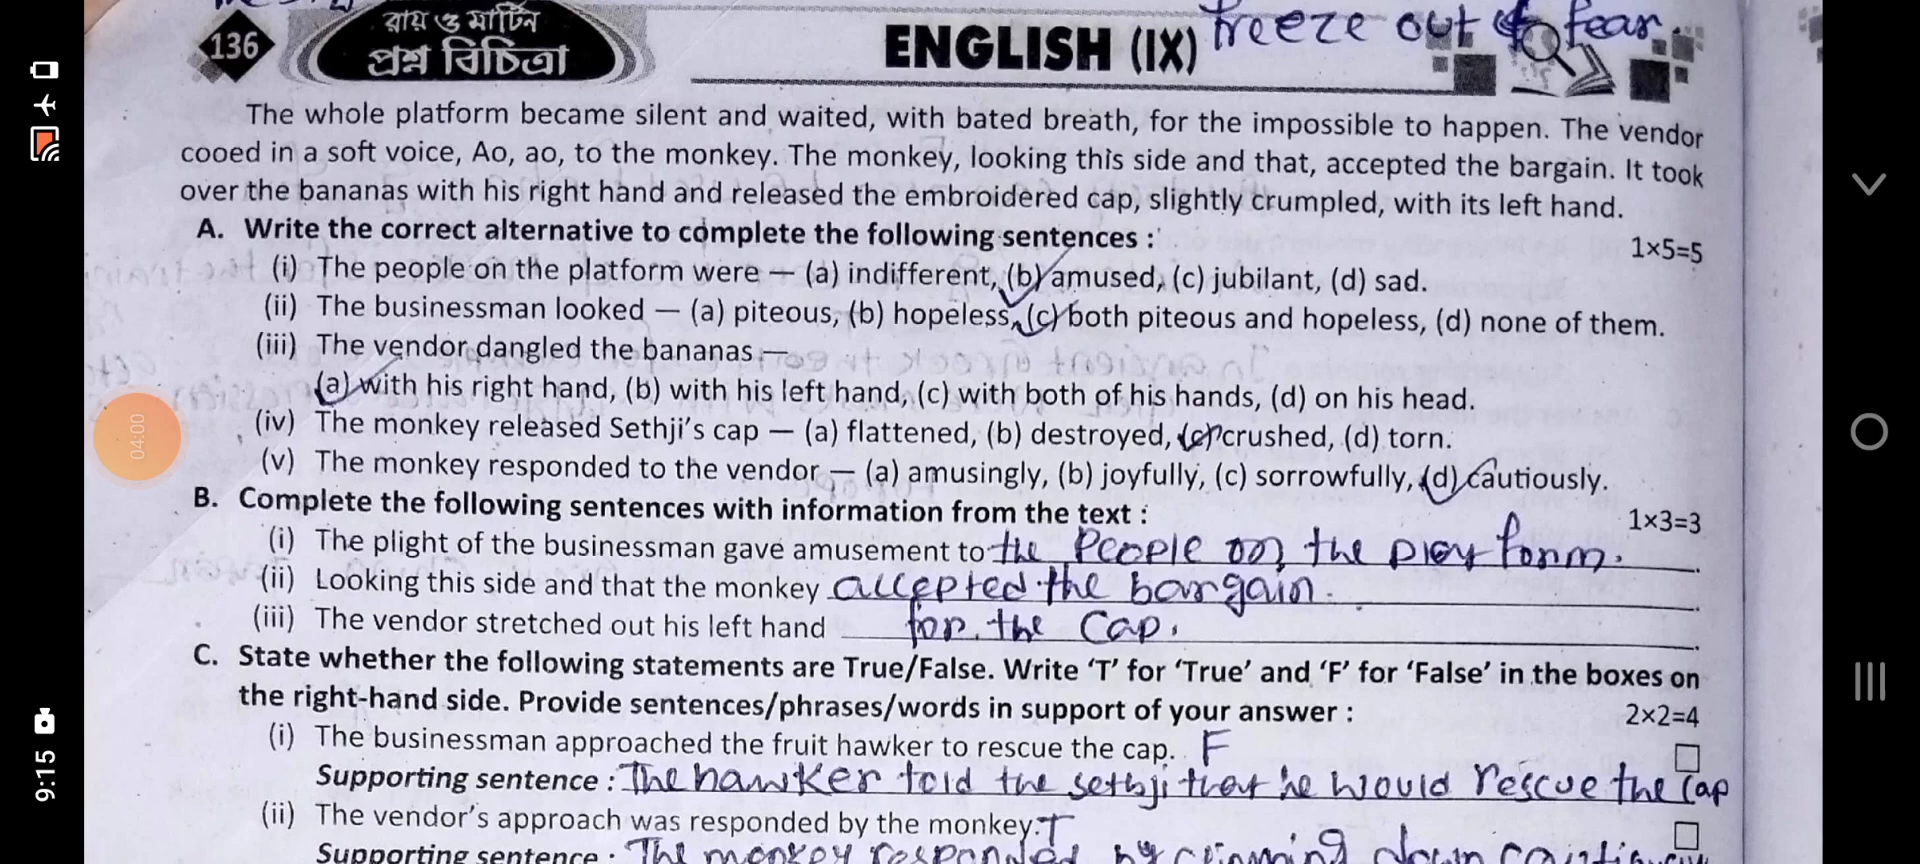 136
রায় ও মার্টিন
প্রশ্ন বিচিত্রা
ENGLISH (IX)
freeze out of fear
The whole platform became silent and waited, with bated breath, for the impossible to happen. The vendor
cooed in a soft voice, Ao, ao, to the monkey. The monkey, looking this side and that, accepted the bargain. It took
over the bananas with his right hand and released the embroidered cap, slightly crumpled, with its left hand.
A. Write the correct alternative to complete the following sentences : 1×5=5
(i) The people on the platform were — (a) indifferent, (b) amused, (c) jubilant, (d) sad.
(ii) The businessman looked — (a) piteous, (b) hopeless, (c) both piteous and hopeless, (d) none of them.
(iii) The vendor dangled the bananas —
(a) with his right hand, (b) with his left hand, (c) with both of his hands, (d) on his head.
(iv) The monkey released Sethji's cap — (a) flattened, (b) destroyed, (c) crushed, (d) torn.
(v) The monkey responded to the vendor — (a) amusingly, (b) joyfully, (c) sorrowfully, (d) cautiously.
B. Complete the following sentences with information from the text : 1×3=3
(i) The plight of the businessman gave amusement to the People on the platform.
(ii) Looking this side and that the monkey accepted the bargain.
(iii) The vendor stretched out his left hand for the Cap.
C. State whether the following statements are True/False. Write 'T' for 'True' and 'F' for 'False' in the boxes on
the right-hand side. Provide sentences/phrases/words in support of your answer : 2×2=4
(i) The businessman approached the fruit hawker to rescue the cap. F
Supporting sentence : The hawker told the sethji that he would rescue the Cap
(ii) The vendor's approach was responded by the monkey. T
Supporting sentence : The monkey responded by climbing down cautiously
04:00
9:15